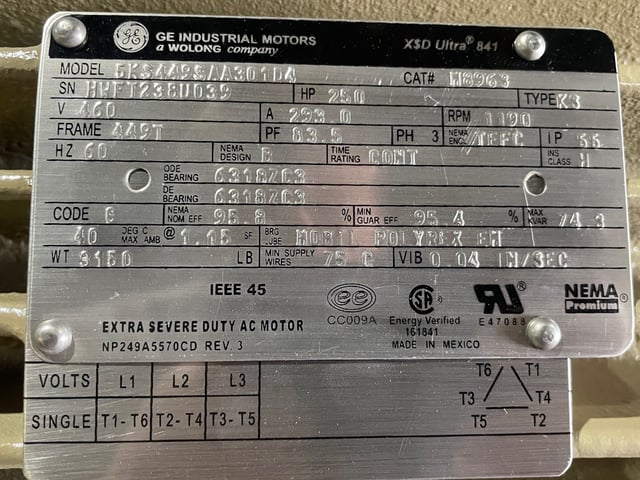 GE INDUSTRIAL MOTORS
a WOLONG company
X$D Ultra® 841
MODEL 5KS449SAA301D4 CAT# M8963
SN HPFT238U039 HP 250 TYPE KS
V 460 A 293.0 RPM 1190
FRAME 449T PF 83.5 PH 3 NEMA ENCL TEFC IP 55
HZ 60 NEMA DESIGN B TIME RATING CONT INS CLASS H
ODE BEARING 6318ZC3
DE BEARING 6318ZC3
CODE G NEMA NOM EFF 95.8 % MIN GUAR EFF 95.4 % MAX KVAR 74.3
40 DEG C MAX AMB @ 1.15 SF BRG LUBE MOBIL POLYREX EM
WT 3150 LB MIN SUPPLY WIRES 75 C VIB 0.04 IN/SEC
IEEE 45
ee
CC009A
SA
Energy Verified
161841
UR®
E47088
NEMA
Premium
EXTRA SEVERE DUTY AC MOTOR
NP249A5570CD REV. 3
MADE IN MEXICO
VOLTS L1 L2 L3
SINGLE T1-T6 T2-T4 T3-T5
T6 T1
T3 T4
T5 T2